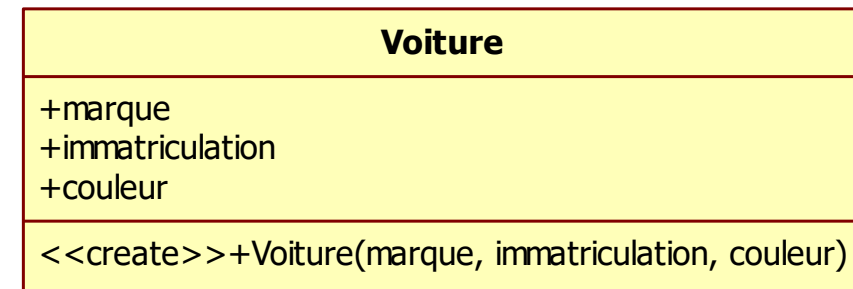 Voiture
+marque
+immatriculation
+couleur
<<create>>+Voiture(marque, immatriculation, couleur)